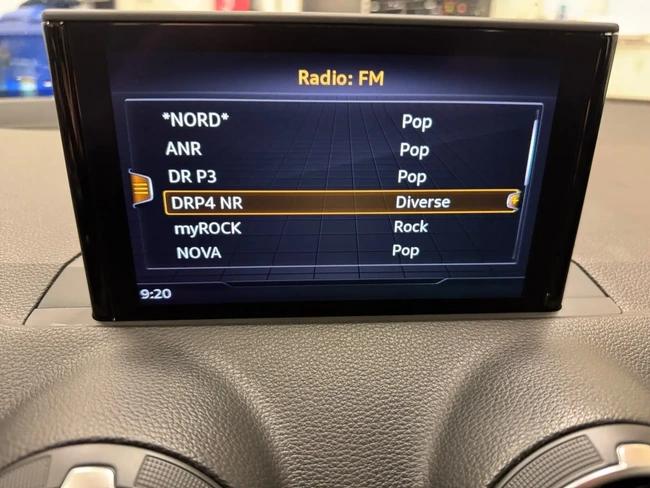 Radio: FM
*NORD* Pop
ANR Pop
DR P3 Pop
DRP4 NR Diverse
myROCK Rock
NOVA Pop
9:20